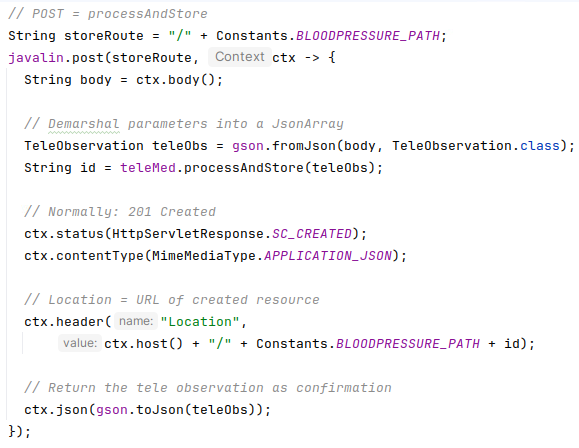 // POST = processAndStore
String storeRoute = "/" + Constants.BLOODPRESSURE_PATH;
javalin.post(storeRoute, Context ctx -> {
String body = ctx.body();
// Demarshal parameters into a JsonArray
TeleObservation teleObs = gson.fromJson(body, TeleObservation.class);
String id = teleMed.processAndStore(teleObs);
// Normally: 201 Created
ctx.status(HttpServletResponse.SC_CREATED);
ctx.contentType(MimeMediaType.APPLICATION_JSON);
// Location = URL of created resource
ctx.header( name: "Location",
value: ctx.host() + "/" + Constants.BLOODPRESSURE_PATH + id);
// Return the tele observation as confirmation
ctx.json(gson.toJson(teleObs));
});